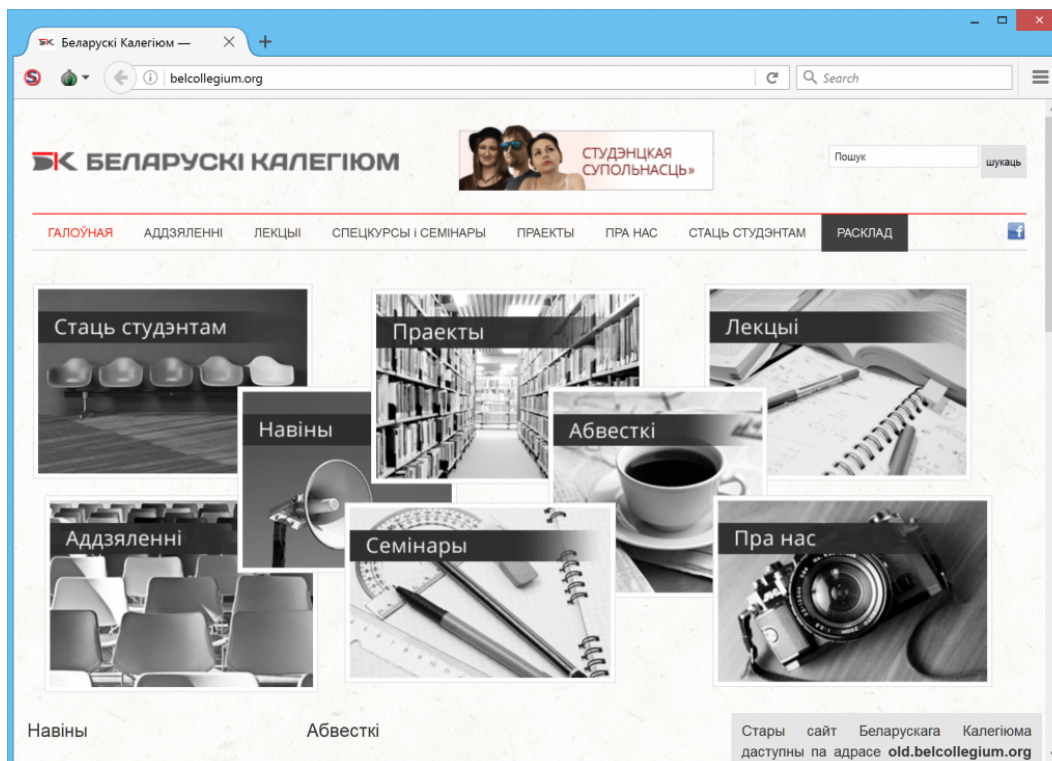 Беларускі Калегіюм —
belcollegium.org
Search
БК БЕЛАРУСКІ КАЛЕГІЮМ
СТУДЭНЦКАЯ
СУПОЛЬНАСЦЬ»
Пошук
шукаць
ГАЛОЎНАЯ АДДЗЯЛЕННІ ЛЕКЦЫІ СПЕЦКУРСЫ і СЕМІНАРЫ ПРАЕКТЫ ПРА НАС СТАЦЬ СТУДЭНТАМ РАСКЛАД
Стаць студэнтам
Праекты
Лекцыі
Навіны
Абвесткі
Аддзяленні
Семінары
Пра нас
Навіны
Абвесткі
Стары сайт Беларускага Калегіюма
даступны па адрасе old.belcollegium.org